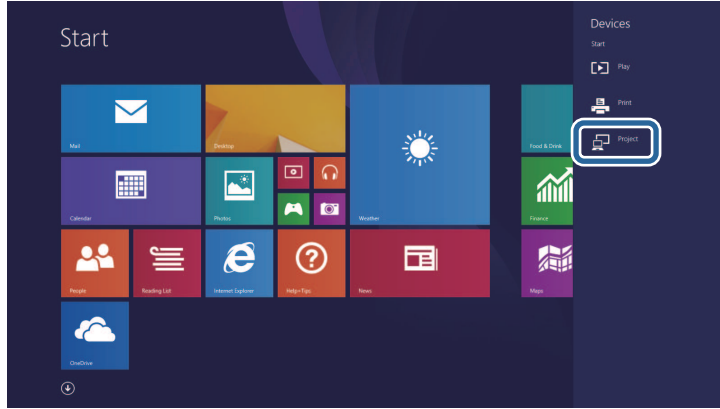 Start
Devices
Start
Play
Print
Project
Mail
Desktop
Food & Drink
Calendar
Photos
Weather
Finance
People
Reading List
Internet Explorer
Help+Tips
News
Maps
OneDrive